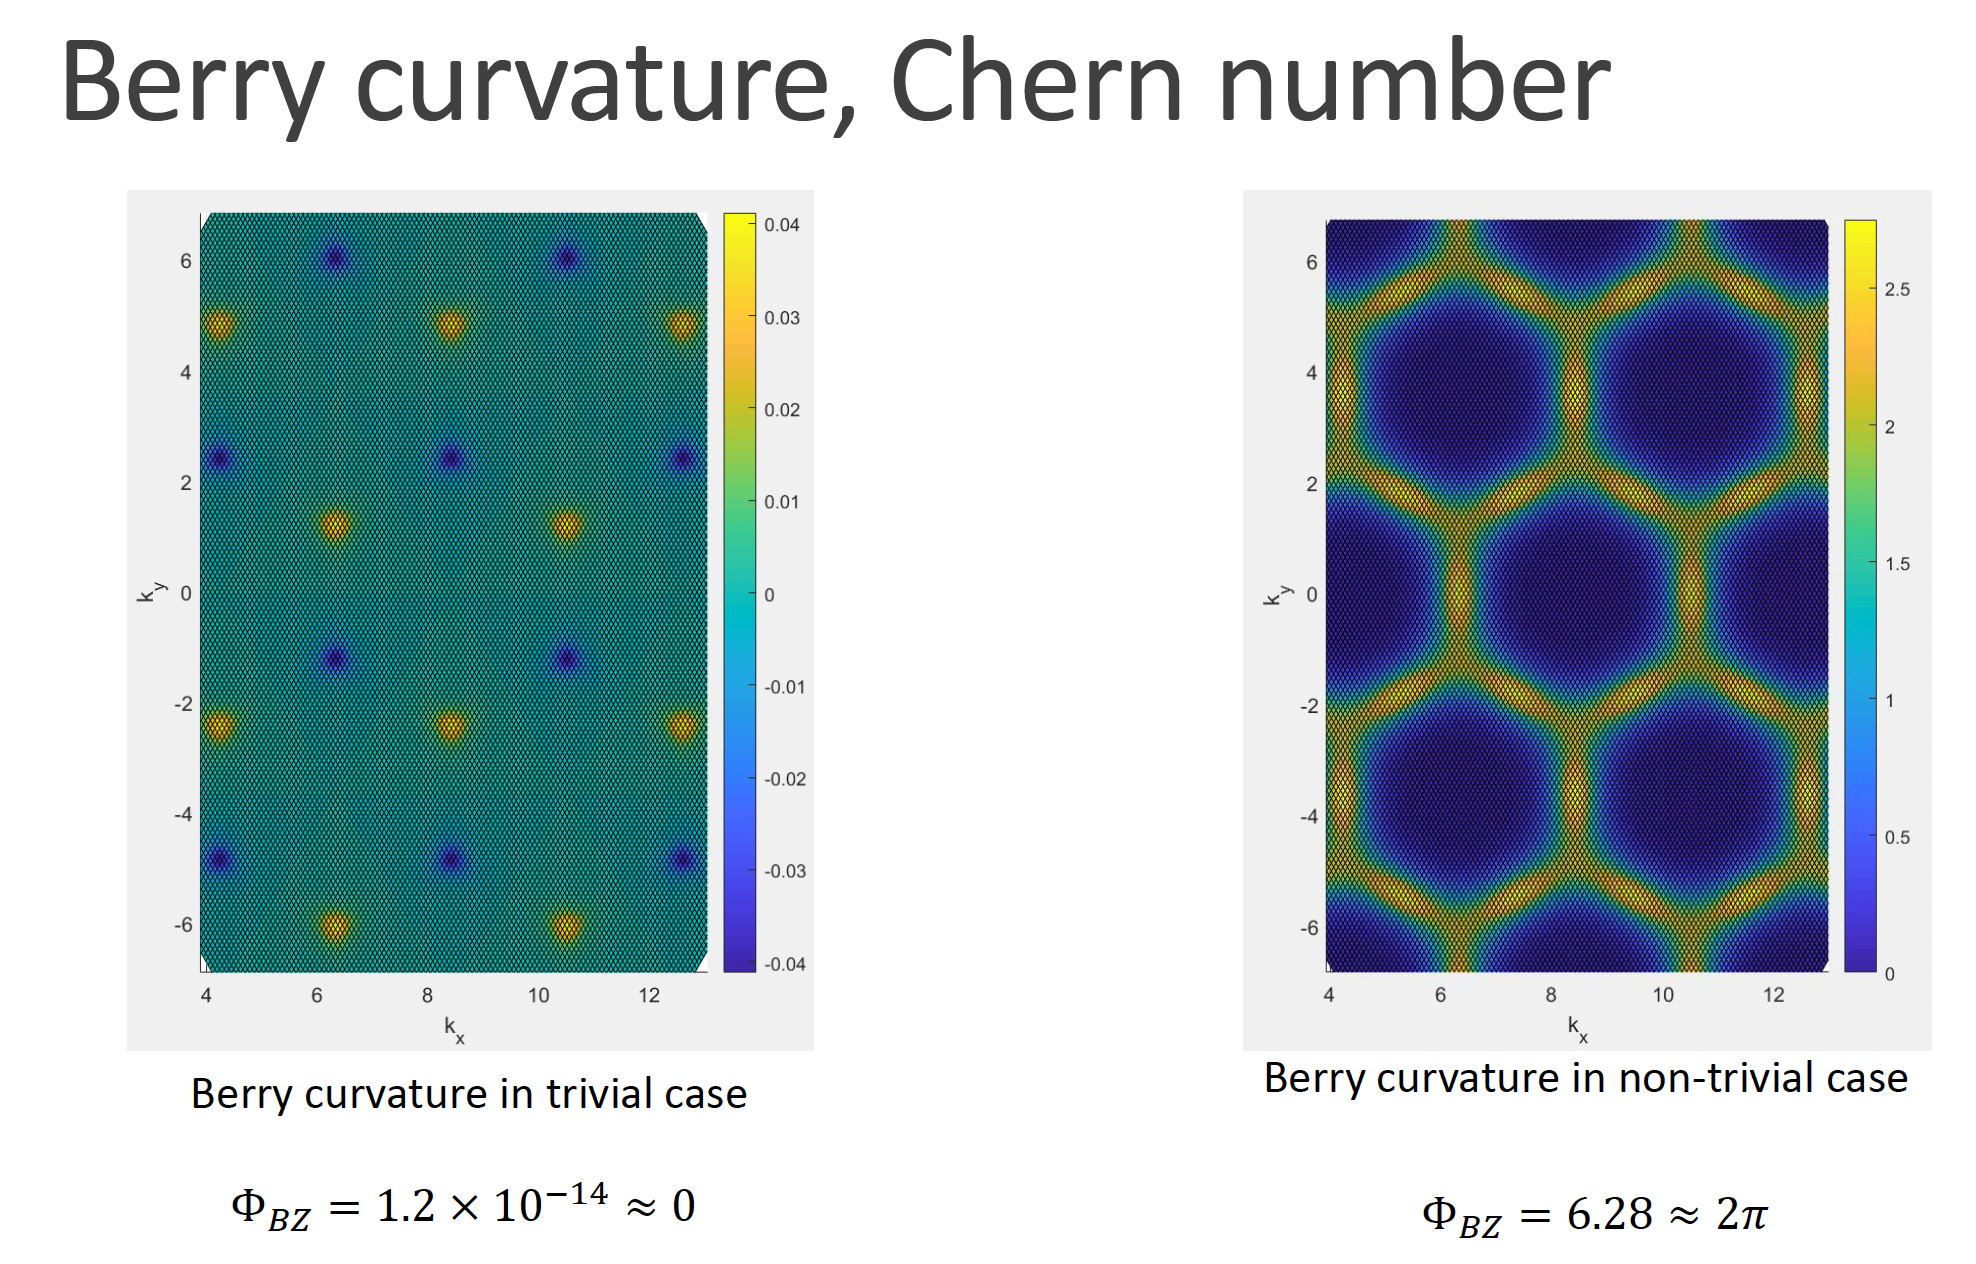 Berry curvature, Chern number
6
4
2
0
-2
-4
-6
k_y
4 6 8 10 12
k_x
0.04
0.03
0.02
0.01
0
-0.01
-0.02
-0.03
-0.04
Berry curvature in trivial case
Φ_BZ = 1.2 × 10⁻¹⁴ ≈ 0
6
4
2
0
-2
-4
-6
k_y
4 6 8 10 12
k_x
2.5
2
1.5
1
0.5
0
Berry curvature in non-trivial case
Φ_BZ = 6.28 ≈ 2π